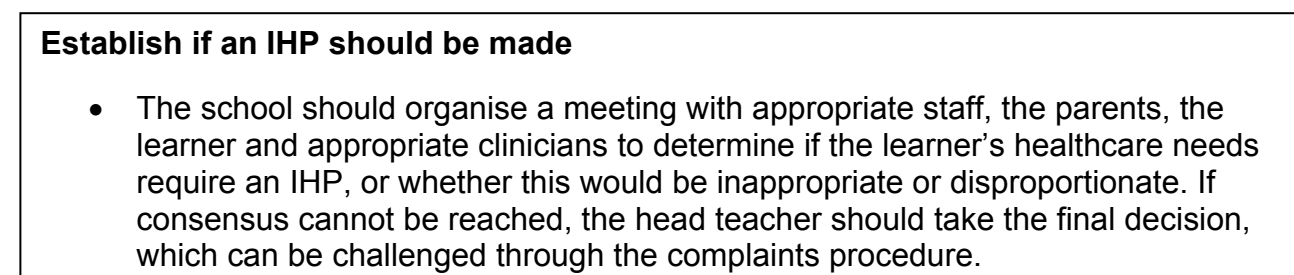 Establish if an IHP should be made
• The school should organise a meeting with appropriate staff, the parents, the
learner and appropriate clinicians to determine if the learner’s healthcare needs
require an IHP, or whether this would be inappropriate or disproportionate. If
consensus cannot be reached, the head teacher should take the final decision,
which can be challenged through the complaints procedure.